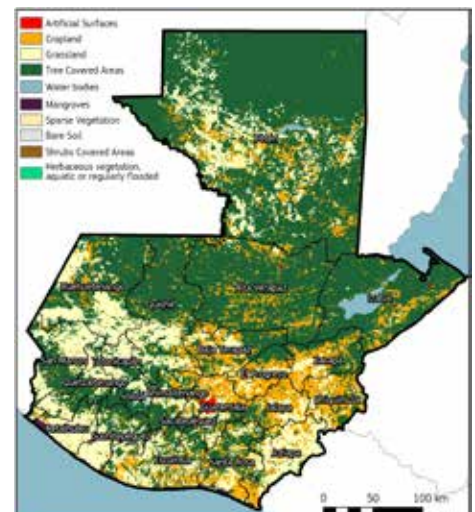 Artificial Surfaces
Cropland
Grassland
Tree Covered Areas
Water bodies
Mangroves
Sparse Vegetation
Bare Soil
Shrubs Covered Areas
Herbaceous vegetation,
aquatic or regularly flooded
Petén
Huehuetenango
Quiché
Alta Verapaz
Izabal
Baja Verapaz
Zacapa
San Marcos
Totonicapán
El Progreso
Quetzaltenango
Chimaltenango
Guatemala
Jalapa
Chiquimula
Retalhuleu
Suchitepéquez
Escuintla
Santa Rosa
Jutiapa
0 50 100 km